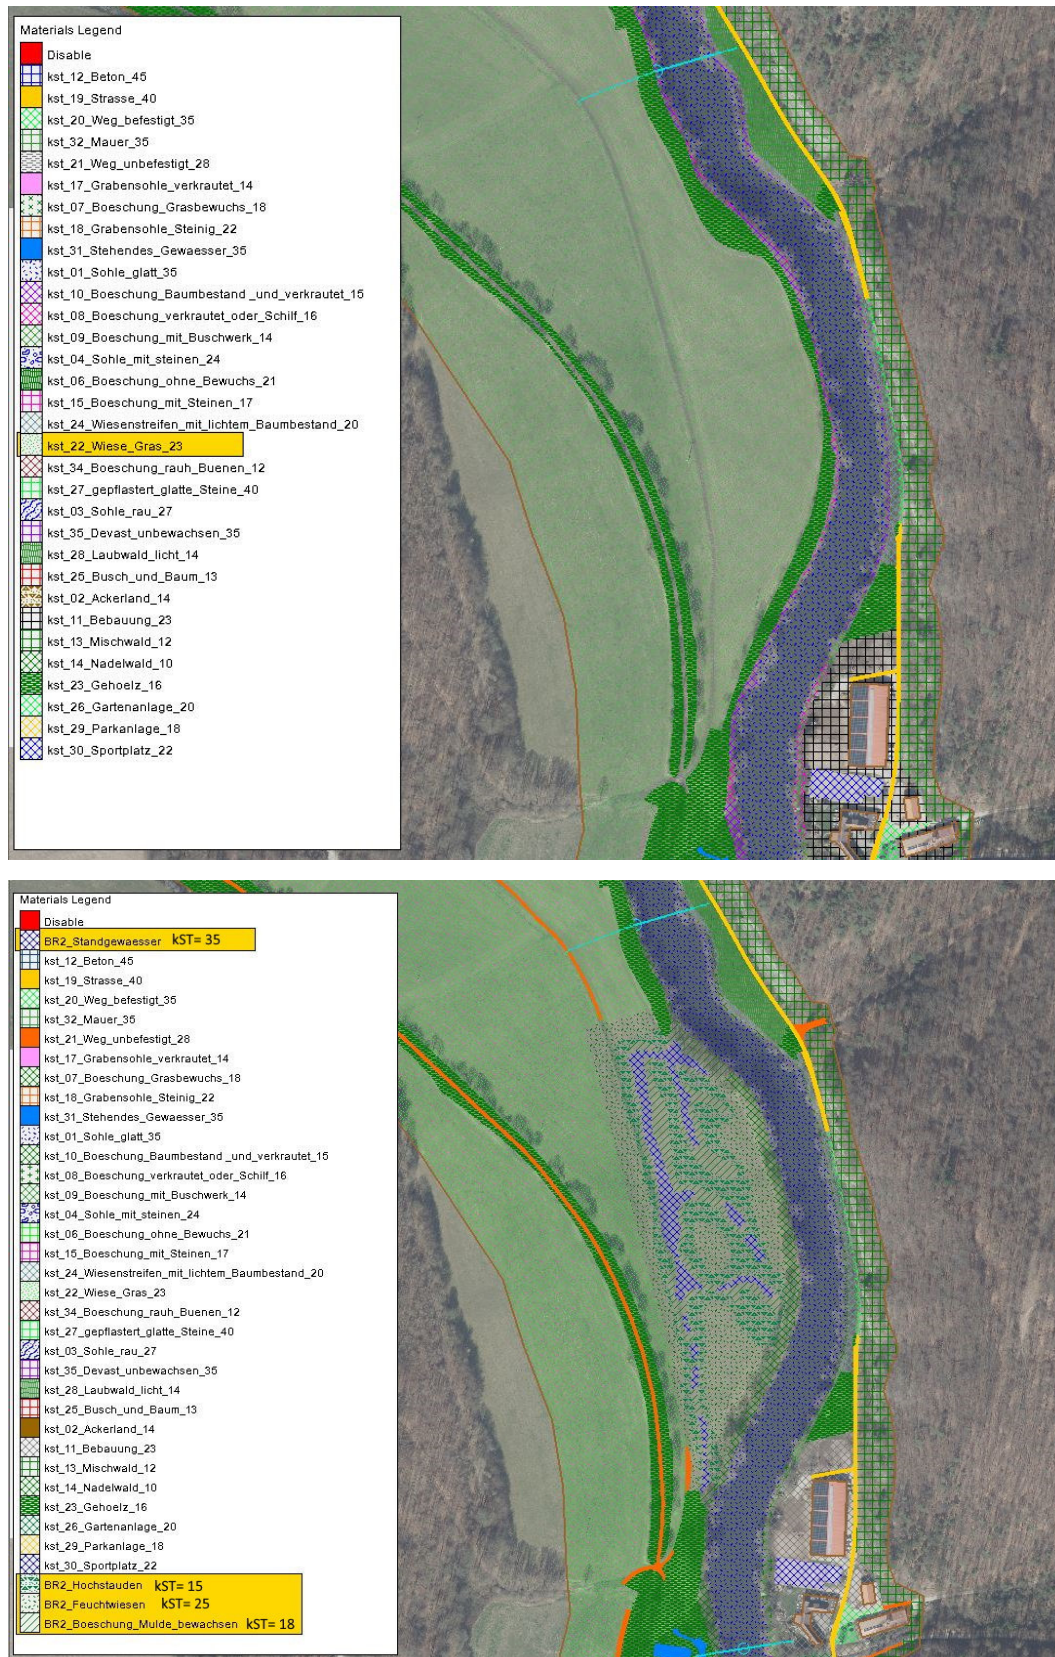 Materials Legend
Disable
kst_12_Beton_45
kst_19_Strasse_40
kst_20_Weg_befestigt_35
kst_32_Mauer_35
kst_21_Weg_unbefestigt_28
kst_17_Grabensohle_verkrautet_14
kst_07_Boeschung_Grasbewuchs_18
kst_18_Grabensohle_Steinig_22
kst_31_Stehendes_Gewaesser_35
kst_01_Sohle_glatt_35
kst_10_Boeschung_Baumbestand _und_verkrautet_15
kst_08_Boeschung_verkrautet_oder_Schilf_16
kst_09_Boeschung_mit_Buschwerk_14
kst_04_Sohle_mit_steinen_24
kst_06_Boeschung_ohne_Bewuchs_21
kst_15_Boeschung_mit_Steinen_17
kst_24_Wiesenstreifen_mit_lichtem_Baumbestand_20
kst_22_Wiese_Gras_23
kst_34_Boeschung_rauh_Buenen_12
kst_27_gepflastert_glatte_Steine_40
kst_03_Sohle_rau_27
kst_35_Devast_unbewachsen_35
kst_28_Laubwald_licht_14
kst_25_Busch_und_Baum_13
kst_02_Ackerland_14
kst_11_Bebauung_23
kst_13_Mischwald_12
kst_14_Nadelwald_10
kst_23_Gehoelz_16
kst_26_Gartenanlage_20
kst_29_Parkanlage_18
kst_30_Sportplatz_22
Materials Legend
Disable
BR2_Standgewaesser kST= 35
kst_12_Beton_45
kst_19_Strasse_40
kst_20_Weg_befestigt_35
kst_32_Mauer_35
kst_21_Weg_unbefestigt_28
kst_17_Grabensohle_verkrautet_14
kst_07_Boeschung_Grasbewuchs_18
kst_18_Grabensohle_Steinig_22
kst_31_Stehendes_Gewaesser_35
kst_01_Sohle_glatt_35
kst_10_Boeschung_Baumbestand _und_verkrautet_15
kst_08_Boeschung_verkrautet_oder_Schilf_16
kst_09_Boeschung_mit_Buschwerk_14
kst_04_Sohle_mit_steinen_24
kst_06_Boeschung_ohne_Bewuchs_21
kst_15_Boeschung_mit_Steinen_17
kst_24_Wiesenstreifen_mit_lichtem_Baumbestand_20
kst_22_Wiese_Gras_23
kst_34_Boeschung_rauh_Buenen_12
kst_27_gepflastert_glatte_Steine_40
kst_03_Sohle_rau_27
kst_35_Devast_unbewachsen_35
kst_28_Laubwald_licht_14
kst_25_Busch_und_Baum_13
kst_02_Ackerland_14
kst_11_Bebauung_23
kst_13_Mischwald_12
kst_14_Nadelwald_10
kst_23_Gehoelz_16
kst_26_Gartenanlage_20
kst_29_Parkanlage_18
kst_30_Sportplatz_22
BR2_Hochstauden kST= 15
BR2_Feuchtwiesen kST= 25
BR2_Boeschung_Mulde_bewachsen kST= 18